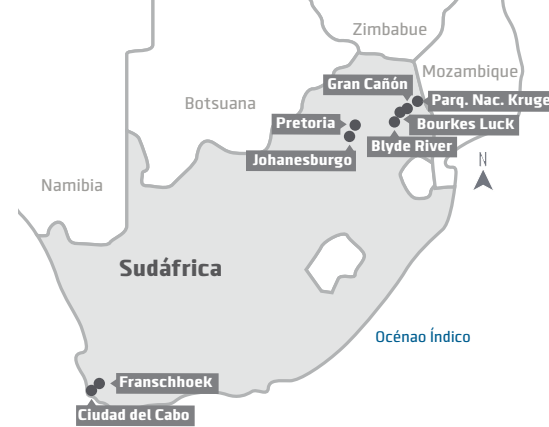 Zimbabue
Mozambique
Gran Cañón
Botsuana
Parq. Nac. Kruge
Pretoria
Bourkes Luck
Johanesburgo
Blyde River
N
Namibia
Sudáfrica
Océnao Índico
Franschhoek
Ciudad del Cabo